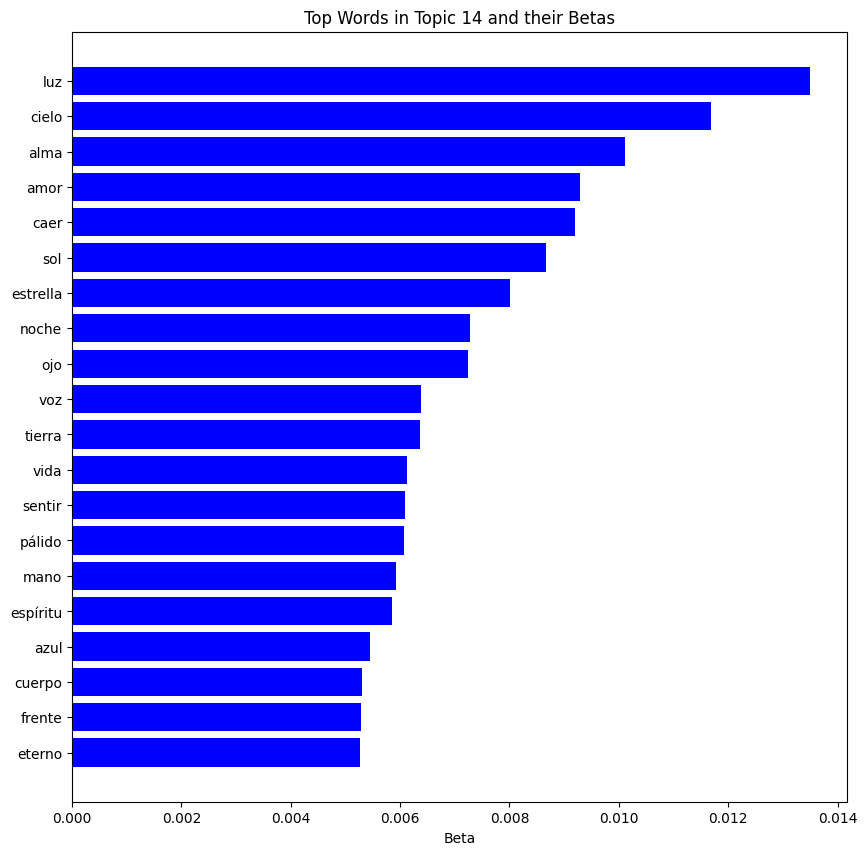 Top Words in Topic 14 and their Betas
luz
cielo
alma
amor
caer
sol
estrella
noche
ojo
voz
tierra
vida
sentir
pálido
mano
espíritu
azul
cuerpo
frente
eterno
0.000 0.002 0.004 0.006 0.008 0.010 0.012 0.014
Beta